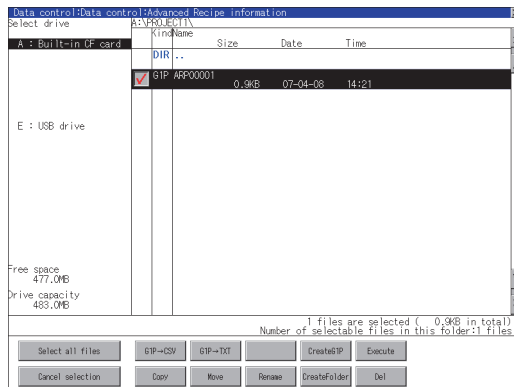 Data control:Data control:Advanced Recipe information
Select drive
A:\PROJECT1\
Kind Name
Size Date Time
A : Built-in CF card
DIR ..
G1P ARP00001
0.9KB 07-04-08 14:21
E : USB drive
Free space
477.0MB
Drive capacity
483.0MB
1 files are selected ( 0.9KB in total)
Number of selectable files in this folder:1 files
Select all files G1P→CSV G1P→TXT CreateG1P Execute
Cancel selection Copy Move Rename CreateFolder Del